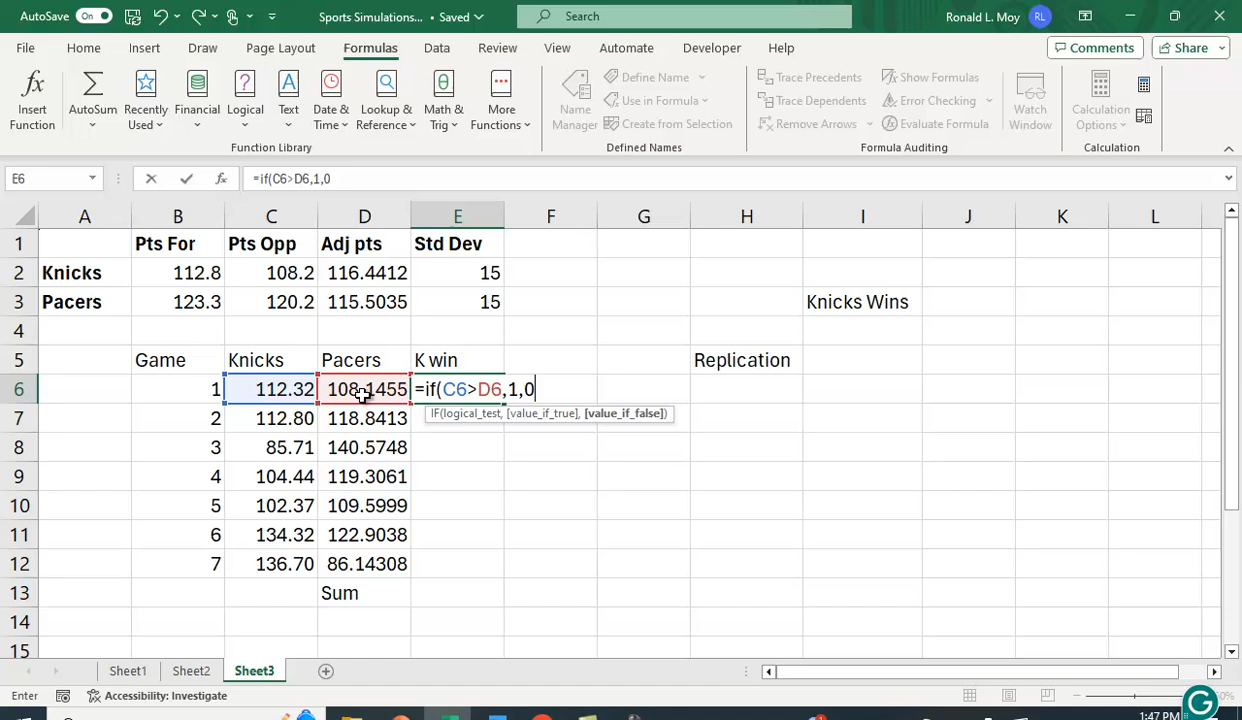 AutoSave On Sports Simulations... • Saved Search Ronald L. Moy RL
File Home Insert Draw Page Layout Formulas Data Review View Automate Developer Help Comments Share
Insert Function
AutoSum
Recently Used
Financial
Logical
Text
Date & Time
Lookup & Reference
Math & Trig
More Functions
Function Library
Name Manager
Define Name
Use in Formula
Create from Selection
Defined Names
Trace Precedents
Trace Dependents
Remove Arrows
Show Formulas
Error Checking
Evaluate Formula
Formula Auditing
Watch Window
Calculation Options
Calculation
E6 fx =if(C6>D6,1,0
A B C D E F G H I J K L
1 Pts For Pts Opp Adj pts Std Dev
2 Knicks 112.8 108.2 116.4412 15
3 Pacers 123.3 120.2 115.5035 15 Knicks Wins
4
5 Game Knicks Pacers K win Replication
6 1 112.32 108.1455 =if(C6>D6,1,0
IF(logical_test, [value_if_true], [value_if_false])
7 2 112.80 118.8413
8 3 85.71 140.5748
9 4 104.44 119.3061
10 5 102.37 109.5999
11 6 134.32 122.9038
12 7 136.70 86.14308
13 Sum
14
15
Sheet1 Sheet2 Sheet3
Enter Accessibility: Investigate
1:47 PM